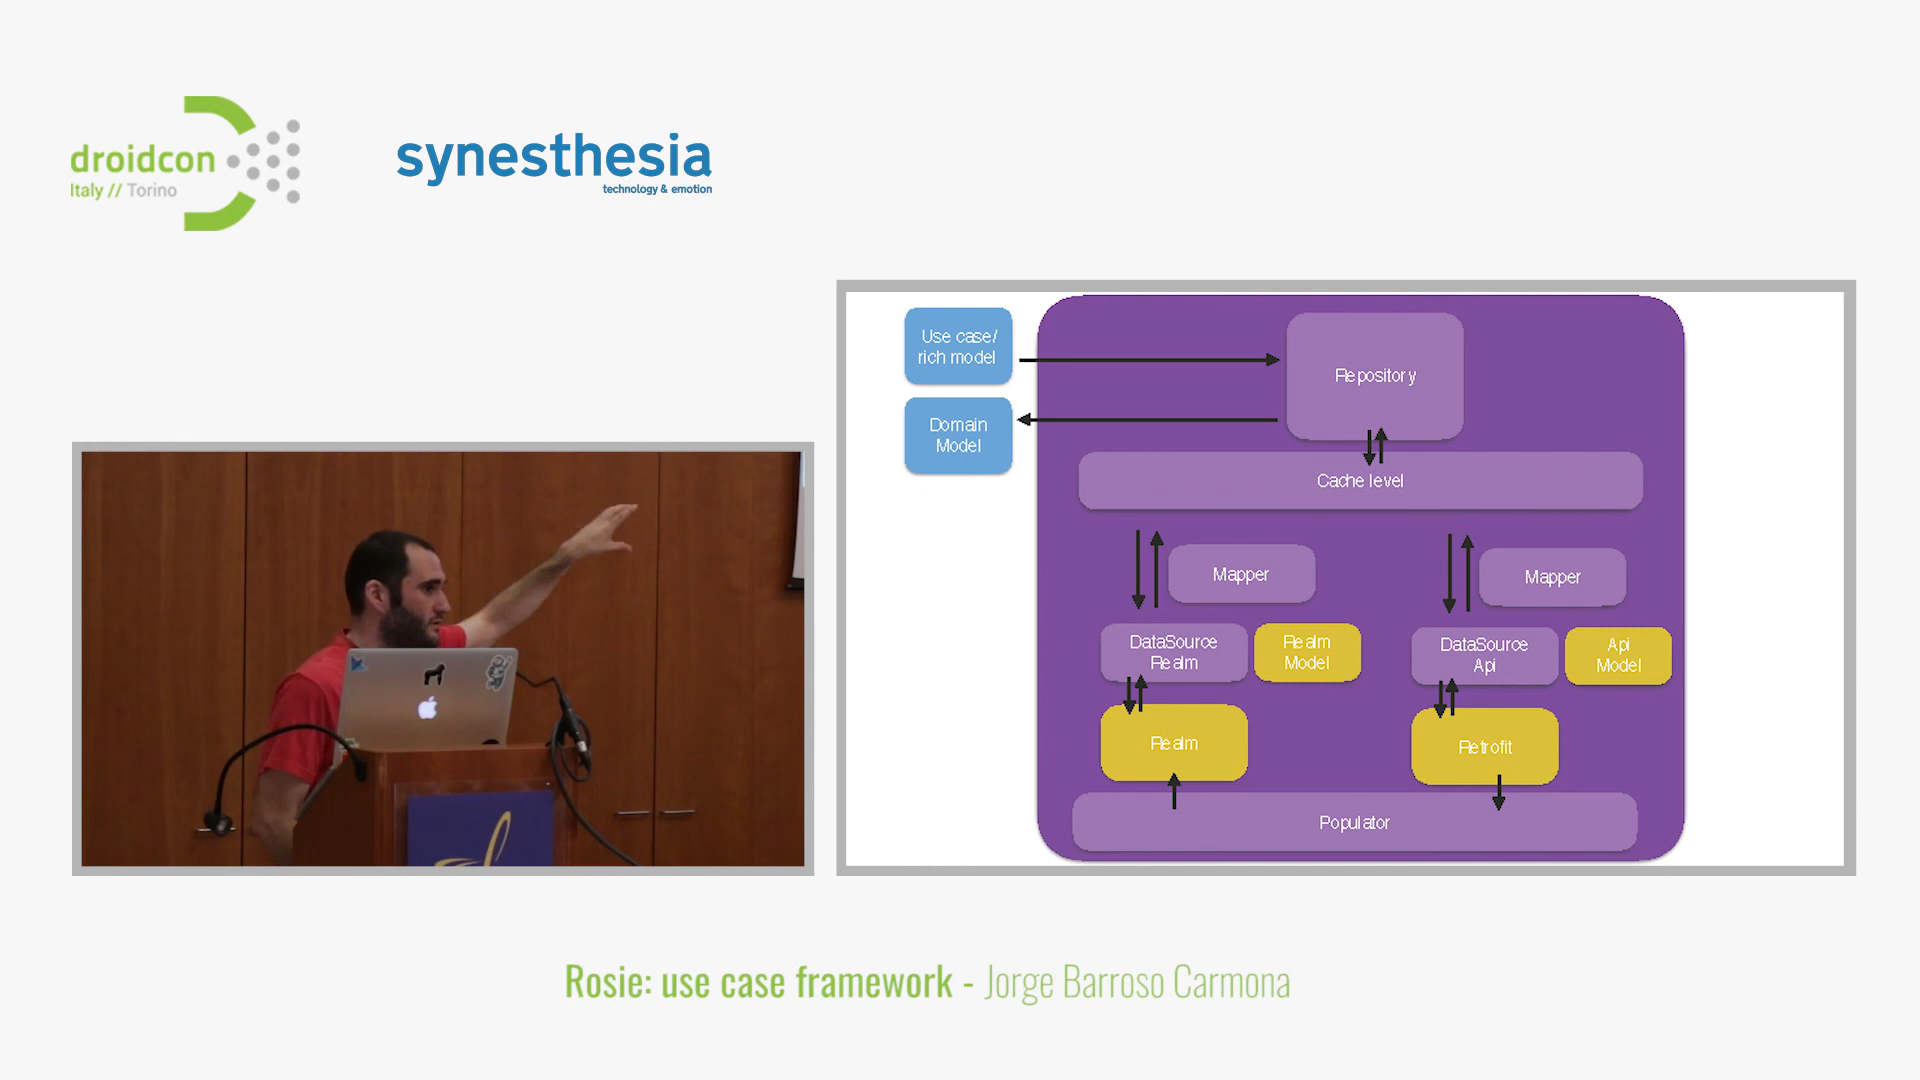 droidcon
Italy // Torino
synesthesia
technology & emotion
Use case/
rich model
Domain
Model
Repository
Cache level
Mapper
Mapper
DataSource
Realm
Realm
Model
DataSource
Api
Api
Model
Realm
Retrofit
Populator
Rosie: use case framework - Jorge Barroso Carmona